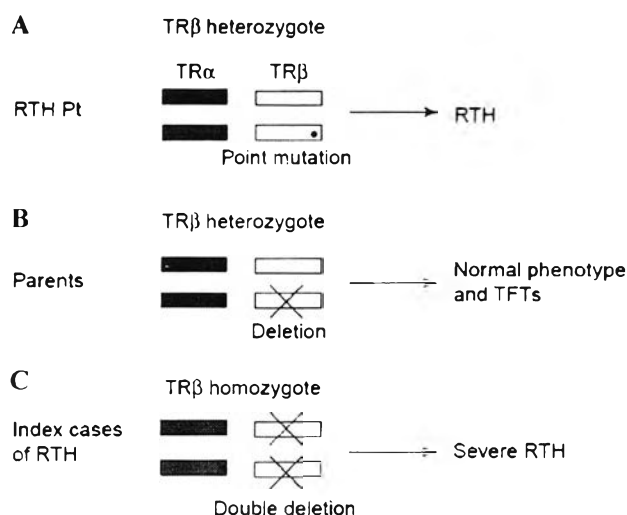 A
TRβ heterozygote
TRα TRβ
RTH Pt
RTH
Point mutation
B
TRβ heterozygote
Parents
Normal phenotype
and TFTs
Deletion
C
TRβ homozygote
Index cases
of RTH
Severe RTH
Double deletion